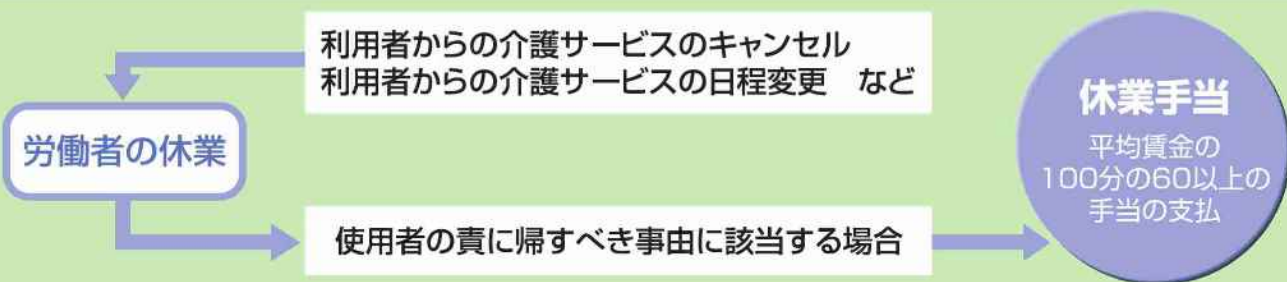 利用者からの介護サービスのキャンセル
利用者からの介護サービスの日程変更　など
労働者の休業
使用者の責に帰すべき事由に該当する場合
休業手当
平均賃金の
100分の60以上の
手当の支払